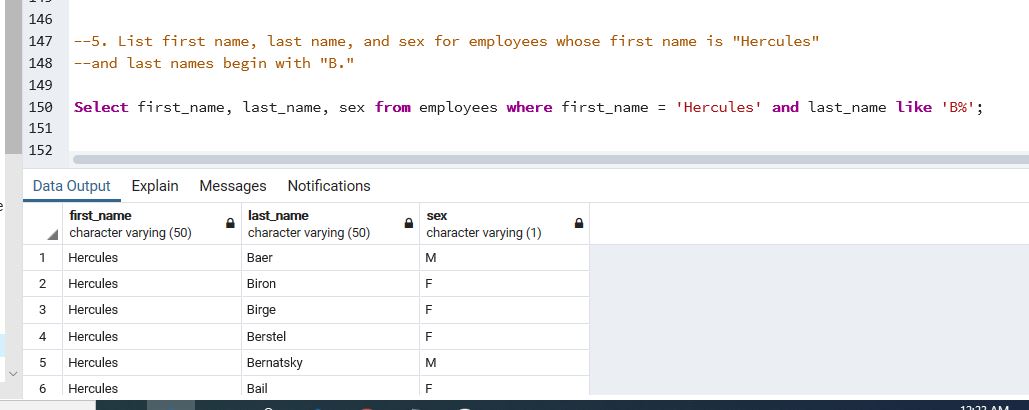 146
147 --5. List first name, last name, and sex for employees whose first name is "Hercules"
148 --and last names begin with "B."
149
150 Select first_name, last_name, sex from employees where first_name = 'Hercules' and last_name like 'B%';
151
152
Data Output Explain Messages Notifications
first_name last_name sex
character varying (50) character varying (50) character varying (1)
1 Hercules Baer M
2 Hercules Biron F
3 Hercules Birge F
4 Hercules Berstel F
5 Hercules Bernatsky M
6 Hercules Bail F